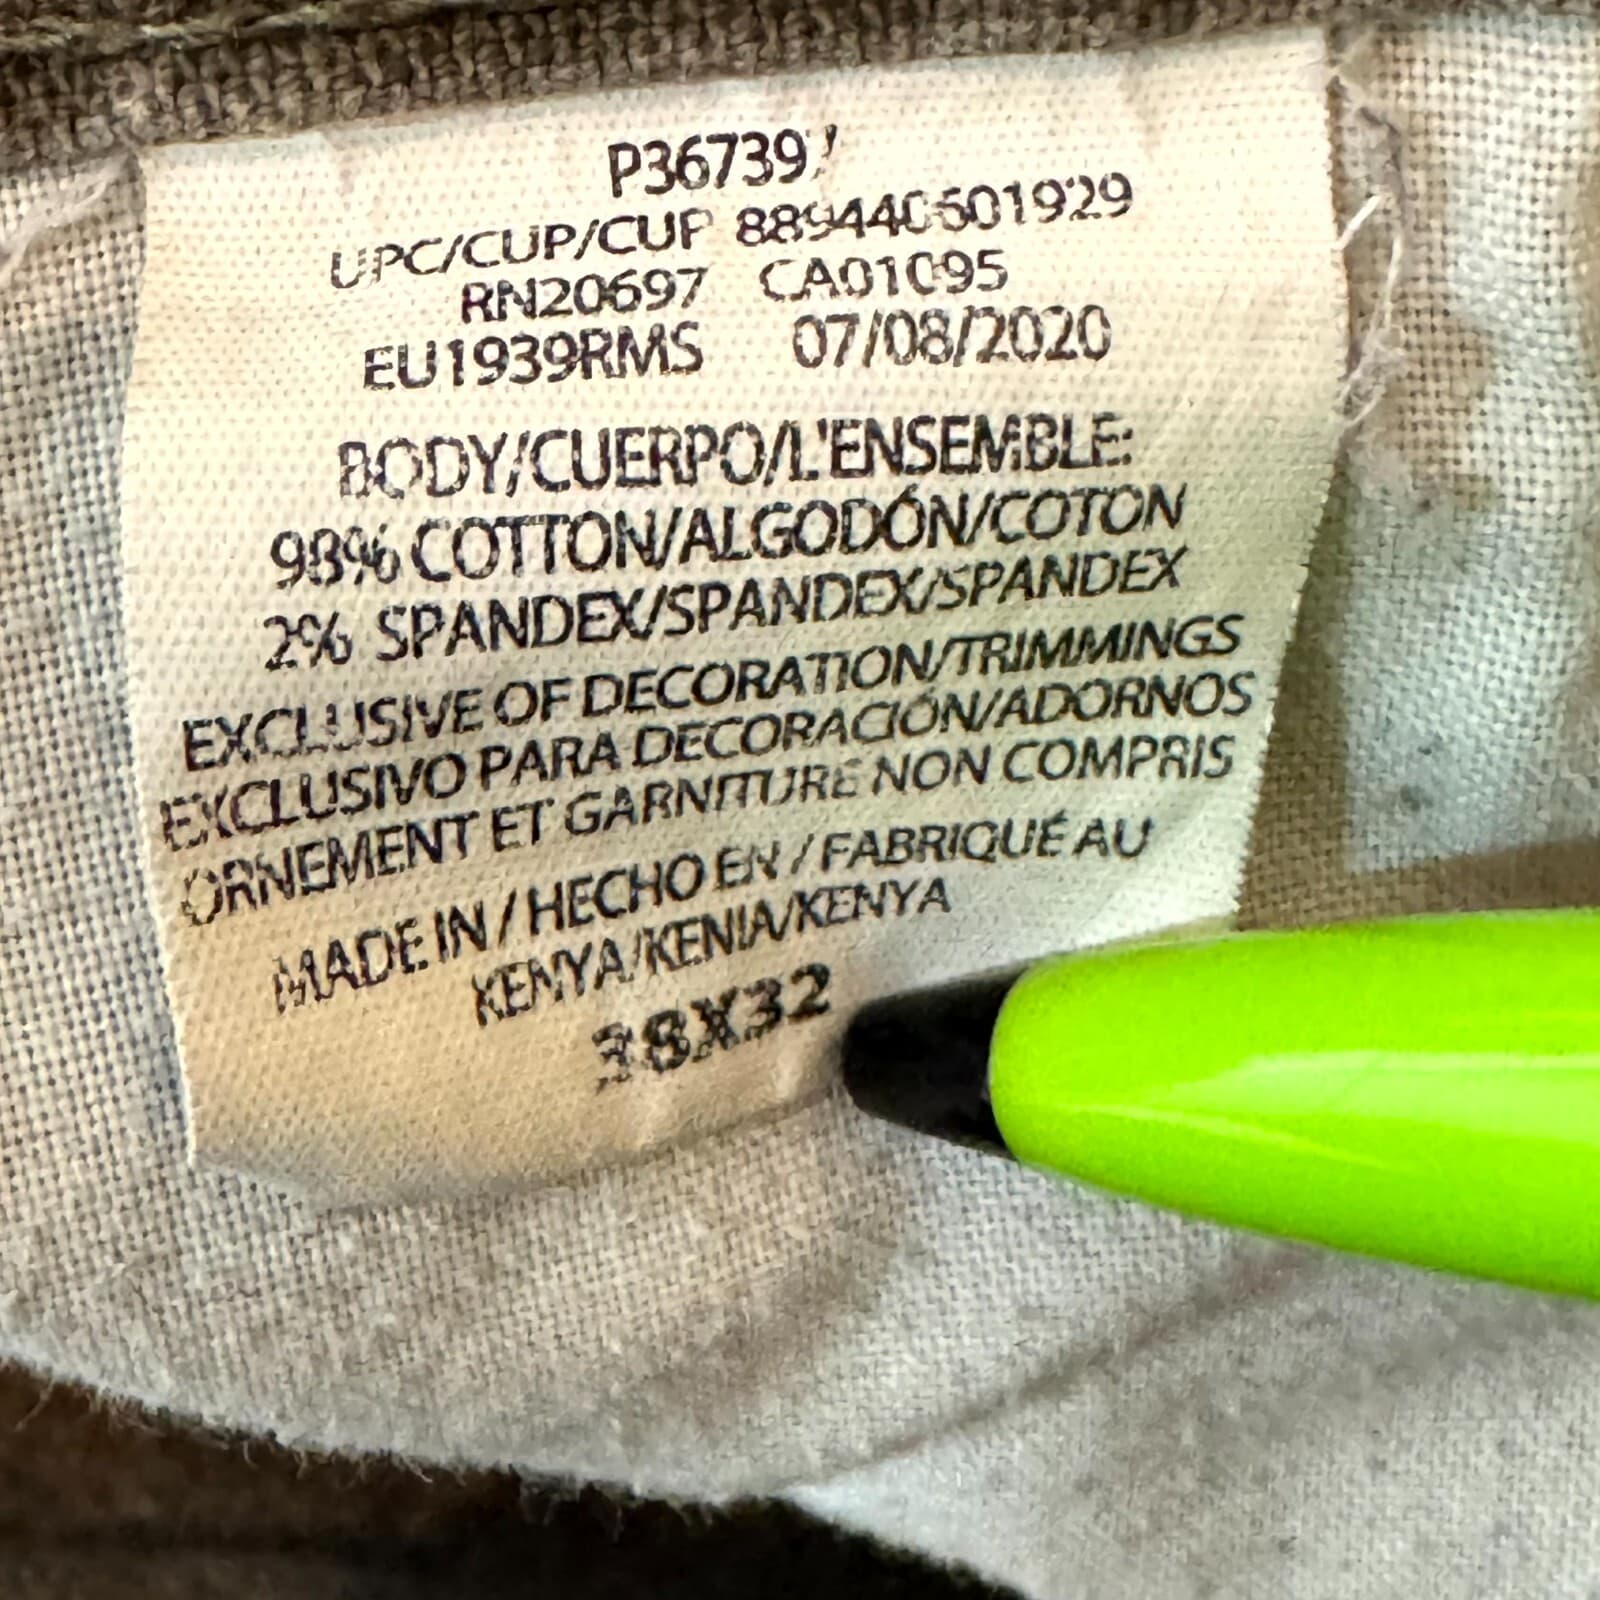 P36739
UPC/CUP/CUP 889440601929
RN20697 CA01095
EU1939RMS 07/08/2020
BODY/CUERPO/L'ENSEMBLE:
98% COTTON/ALGODÓN/COTON
2% SPANDEX/SPANDEX/SPANDEX
EXCLUSIVE OF DECORATION/TRIMMINGS
EXCLUSIVO PARA DECORACIÓN/ADORNOS
ORNEMENT ET GARNITURE NON COMPRIS
MADE IN / HECHO EN / FABRIQUÉ AU
KENYA/KENIA/KENYA
38X32